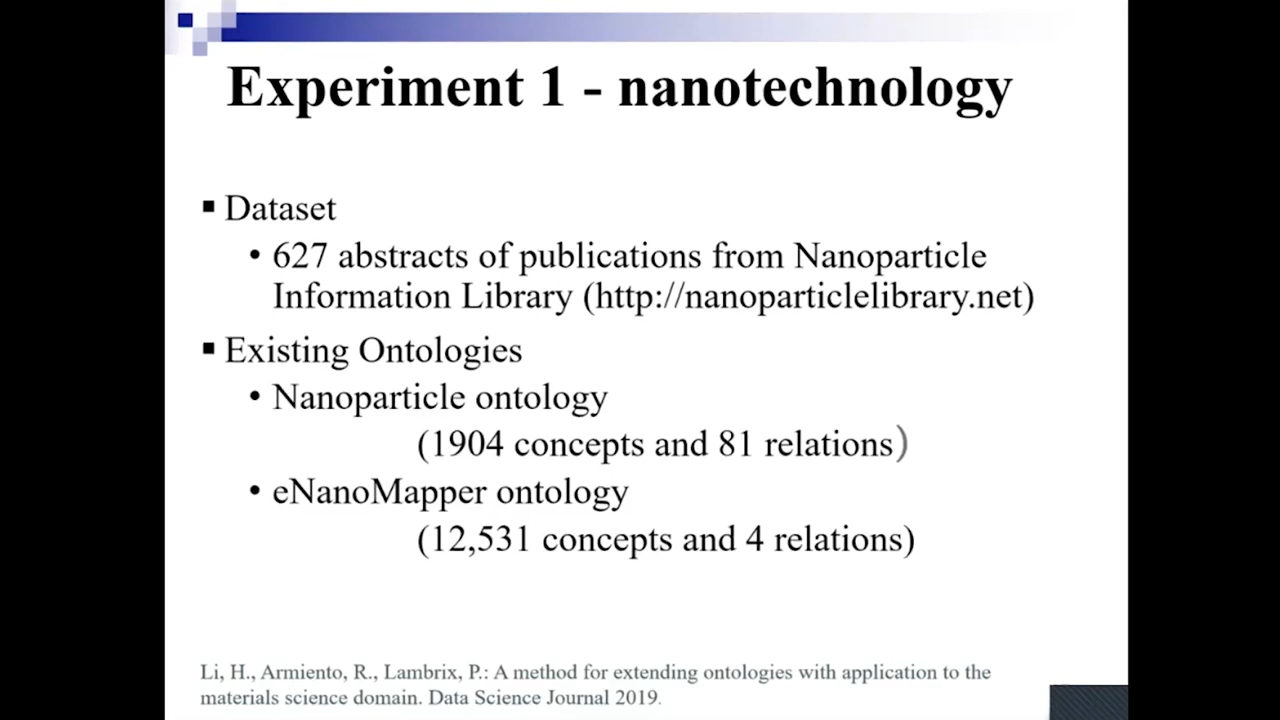 Experiment 1 - nanotechnology
▪ Dataset
• 627 abstracts of publications from Nanoparticle
Information Library (http://nanoparticlelibrary.net)
▪ Existing Ontologies
• Nanoparticle ontology
(1904 concepts and 81 relations)
• eNanoMapper ontology
(12,531 concepts and 4 relations)
Li, H., Armiento, R., Lambrix, P.: A method for extending ontologies with application to the
materials science domain. Data Science Journal 2019.